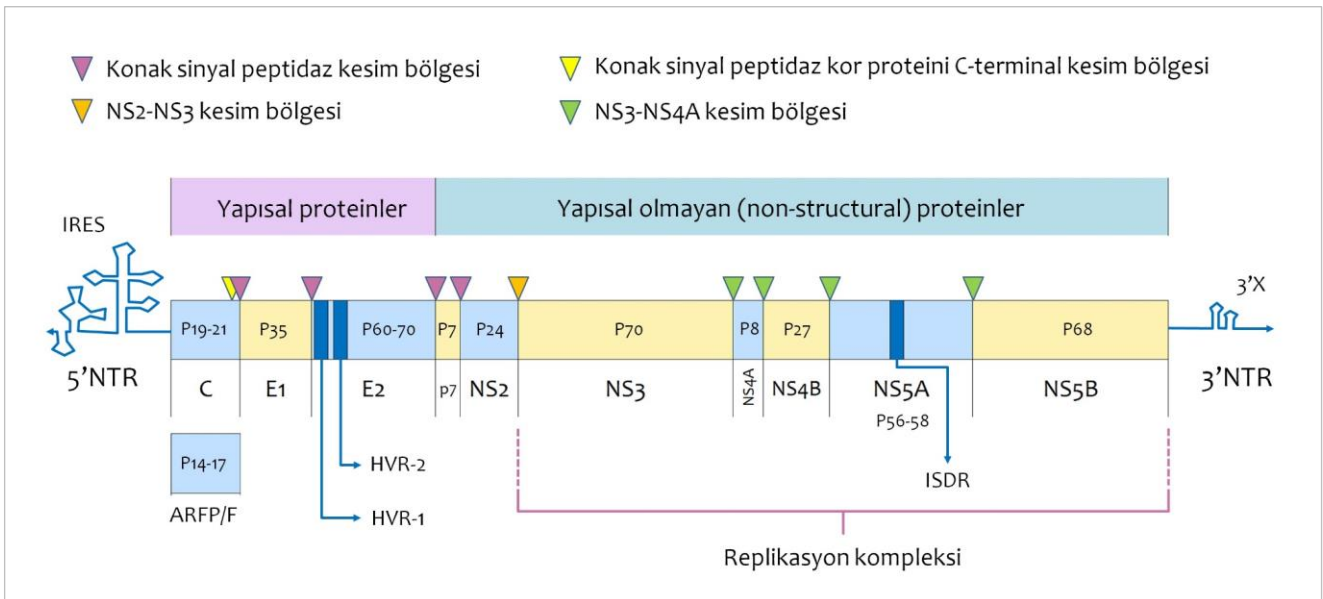 Konak sinyal peptidaz kesim bölgesi
Konak sinyal peptidaz kor proteini C-terminal kesim bölgesi
NS2-NS3 kesim bölgesi
NS3-NS4A kesim bölgesi
Yapısal proteinler
Yapısal olmayan (non-structural) proteinler
IRES
3'X
P19-21
P35
P60-70
P7
P24
P70
P8
P27
P68
5'NTR
3'NTR
C
E1
E2
p7
NS2
NS3
NS4A
NS4B
NS5A
NS5B
P56-58
P14-17
HVR-2
ISDR
ARFP/F
HVR-1
Replikasyon kompleksi